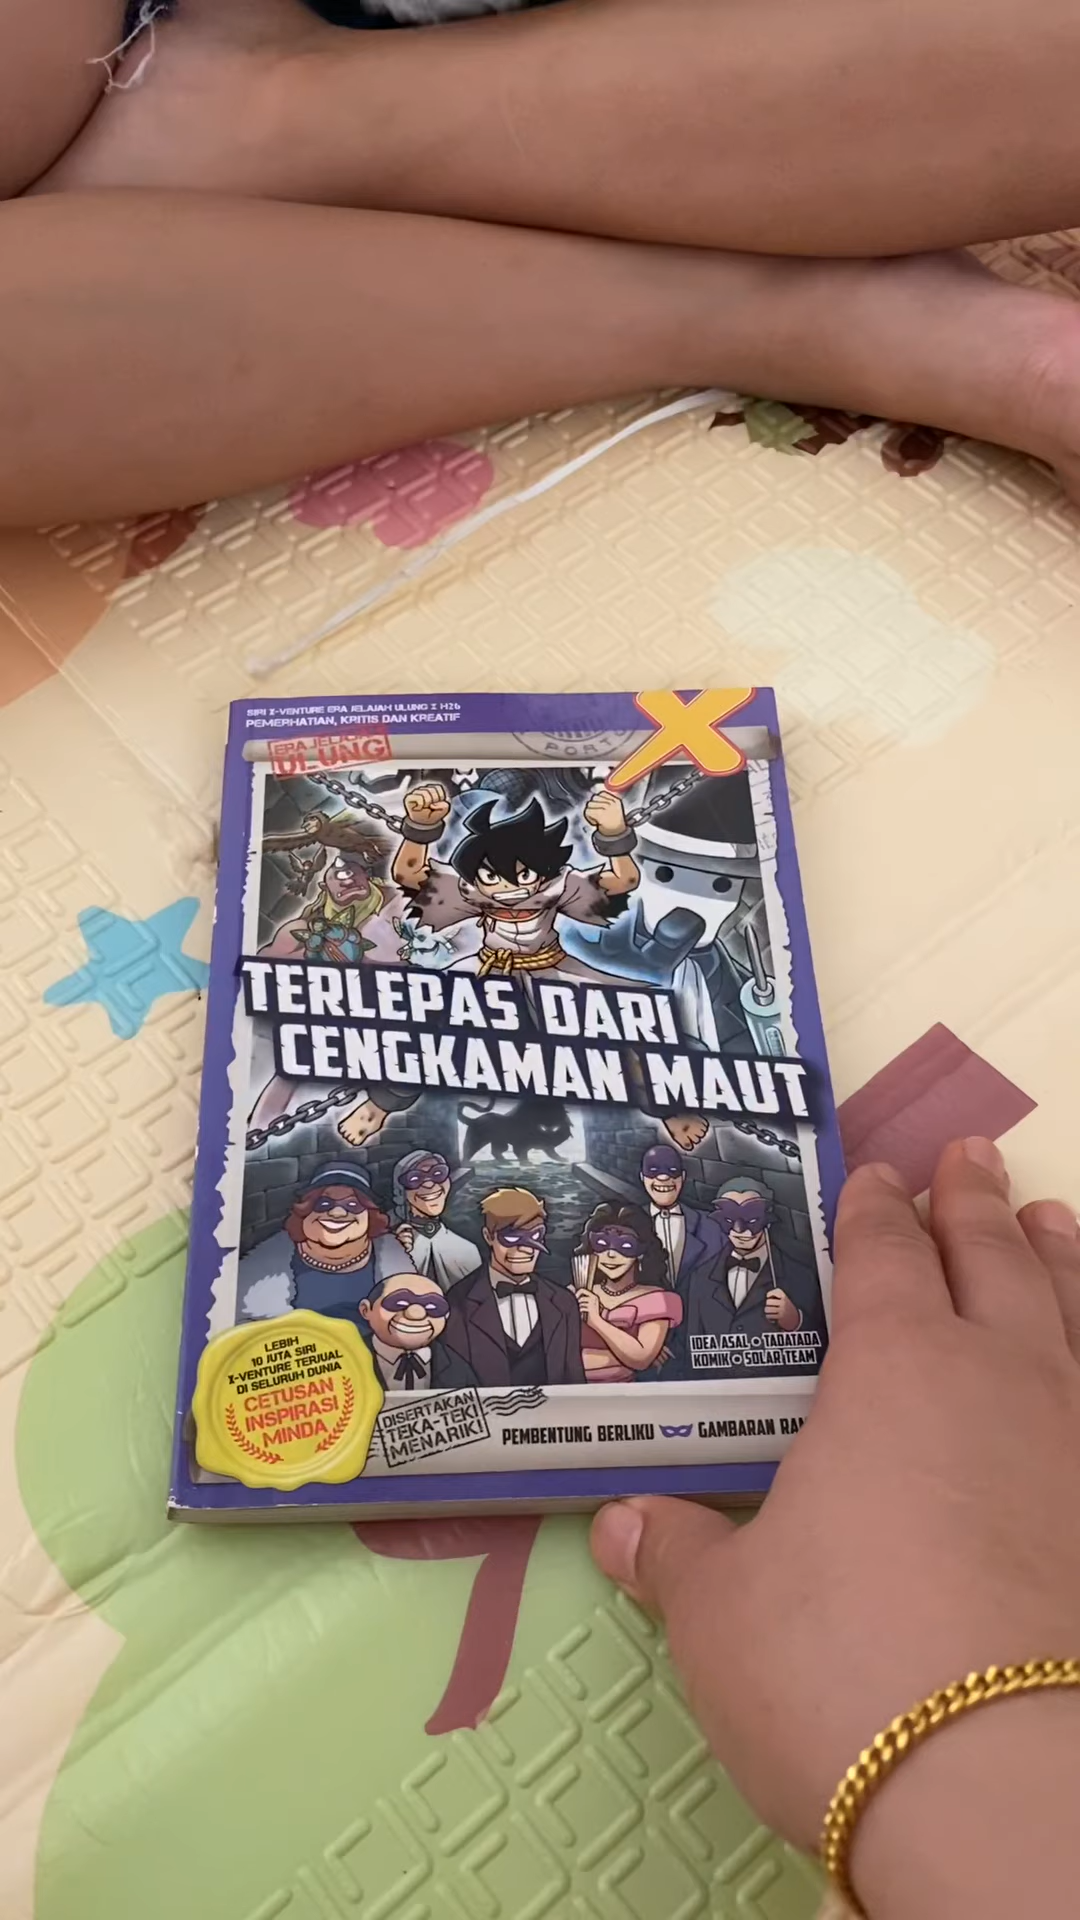 SIRI X-VENTURE ERA JELAJAH ULUNG Σ H26
PEMERHATIAN, KRITIS DAN KREATIF
ERA JELAJAH
ULUNG
X
TERLEPAS DARI
CENGKAMAN MAUT
IDEA ASAL • TADATADA
KOMIK • SOLAR TEAM
LEBIH
10 JUTA SIRI
X-VENTURE TERJUAL
DI SELURUH DUNIA
CETUSAN
INSPIRASI
MINDA
DISERTAKAN
TEKA-TEKI
MENARIK!
PEMBENTUNG BERLIKU GAMBARAN